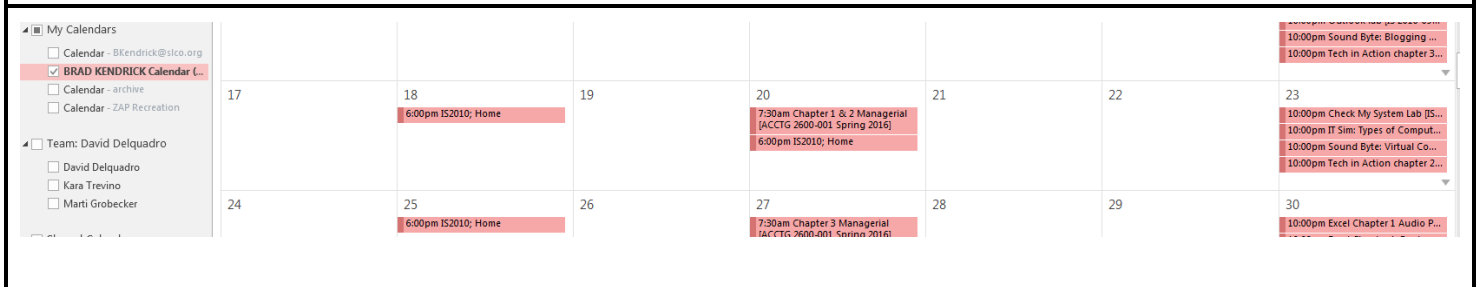 My Calendars
Calendar - BKendrick@slco.org
BRAD KENDRICK Calendar (...
Calendar - archive
Calendar - ZAP Recreation
Team: David Delquadro
David Delquadro
Kara Trevino
Marti Grobecker
10:00pm Sound Byte: Blogging ...
10:00pm Tech in Action chapter 3...
17
18
6:00pm IS2010; Home
19
20
7:30am Chapter 1 & 2 Managerial
[ACCTG 2600-001 Spring 2016]
6:00pm IS2010; Home
21
22
23
10:00pm Check My System Lab [IS...
10:00pm IT Sim: Types of Comput...
10:00pm Sound Byte: Virtual Co...
10:00pm Tech in Action chapter 2...
24
25
6:00pm IS2010; Home
26
27
7:30am Chapter 3 Managerial
[ACCTG 2600-001 Spring 2016]
28
29
30
10:00pm Excel Chapter 1 Audio P...